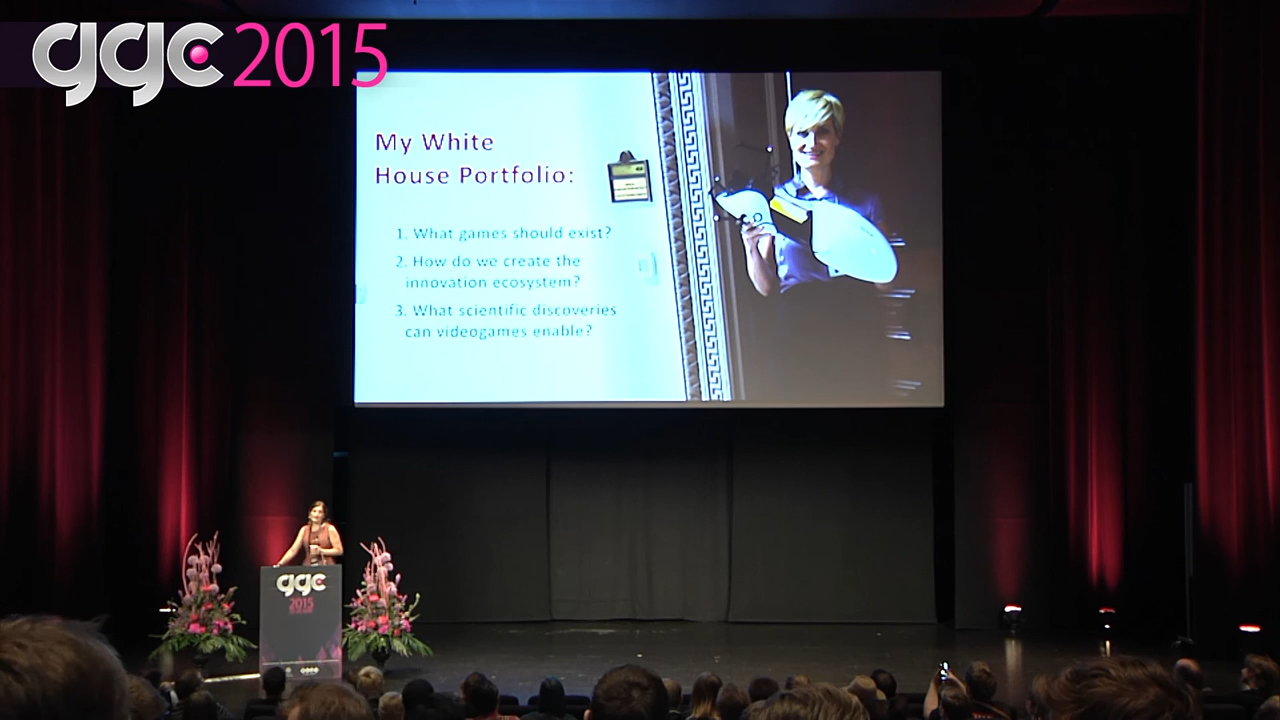 ggc 2015
My White
House Portfolio:
1. What games should exist?
2. How do we create the
innovation ecosystem?
3. What scientific discoveries
can videogames enable?
ggc
2015